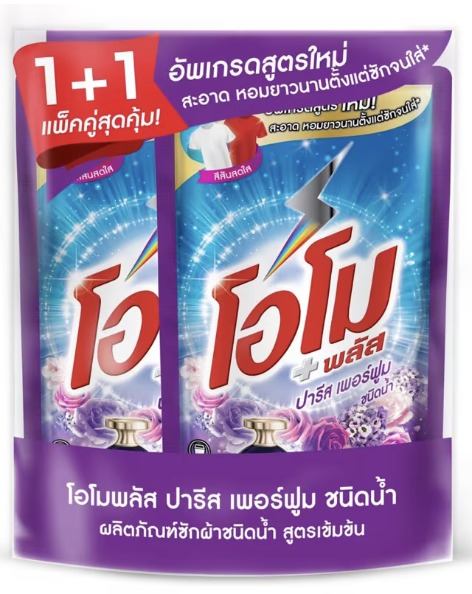 1+1
แพ็คคู่สุดคุ้ม!
อัพเกรดสูตรใหม่
สะอาด หอมยาวนานตั้งแต่ซักจนใส่*
อัพเกรดสูตร ใหม่!
สะอาด หอมยาวนานตั้งแต่ซักจนใส่*
สีสันสดใส
สีสันสดใส
โอ
โอโม
+ พลัส
ปารีส เพอร์ฟูม
ชนิดน้ำ
โอโมพลัส ปารีส เพอร์ฟูม ชนิดน้ำ
ผลิตภัณฑ์ซักผ้าชนิดน้ำ สูตรเข้มข้น